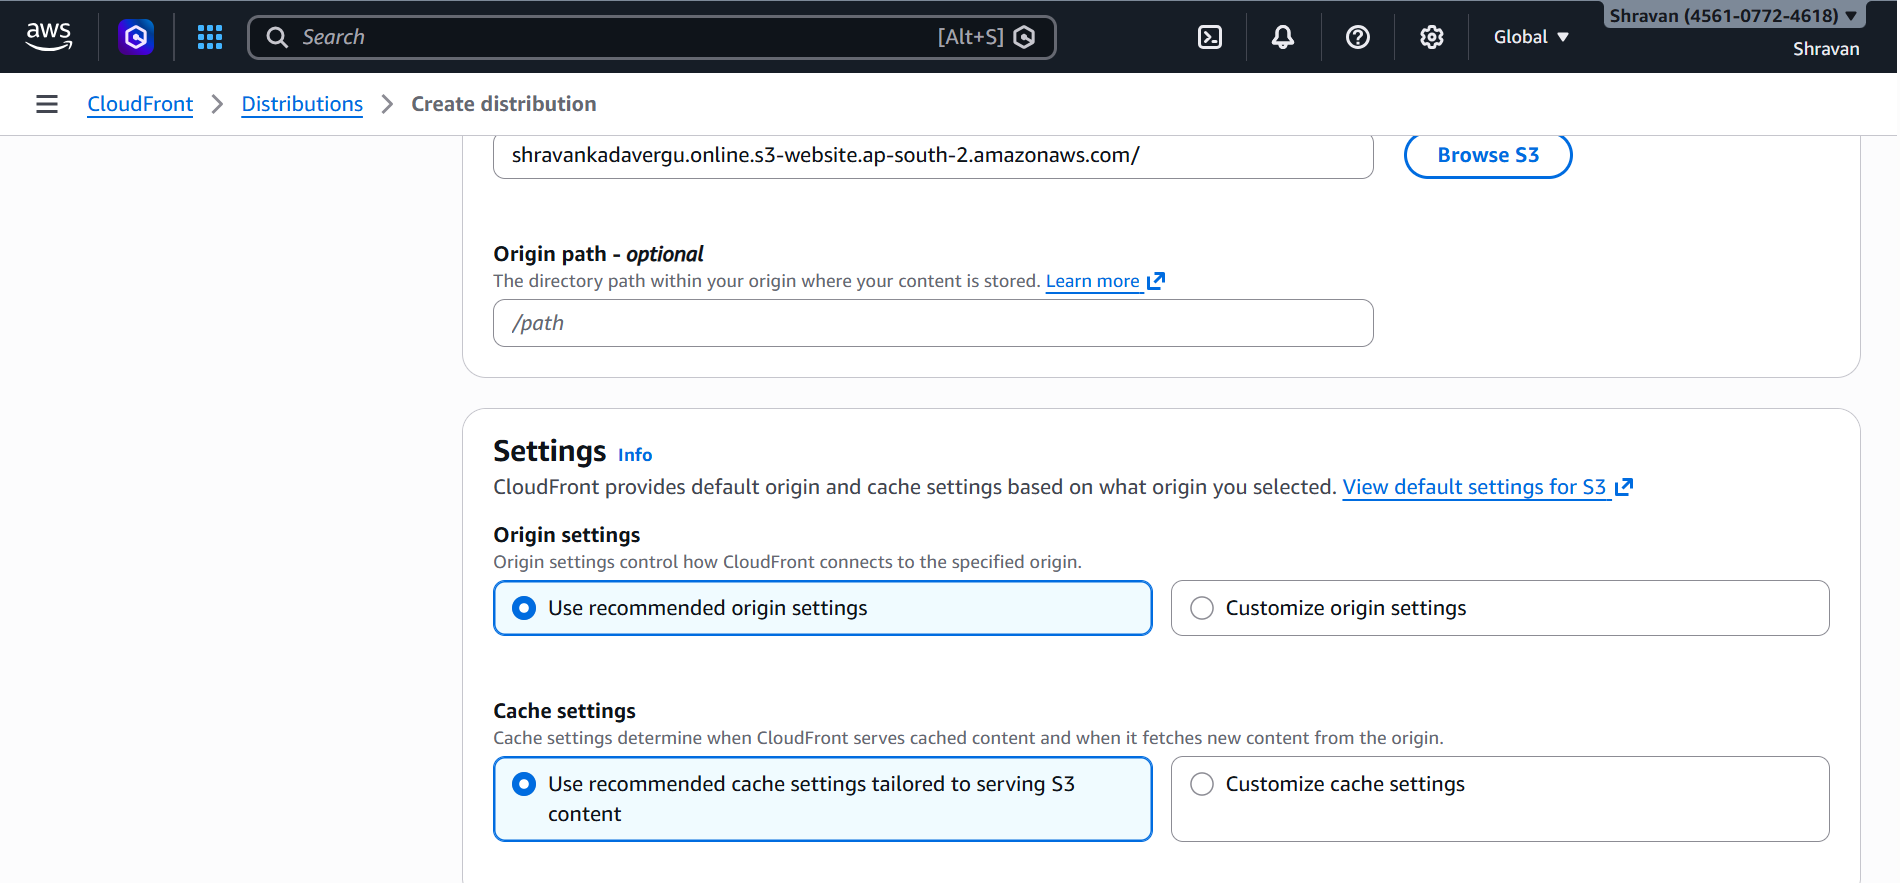 aws
Search
[Alt+S]
Global
Shravan (4561-0772-4618)
Shravan
CloudFront
Distributions
Create distribution
shravankadavergu.online.s3-website.ap-south-2.amazonaws.com/
Browse S3
Origin path - optional
The directory path within your origin where your content is stored. Learn more
/path
Settings Info
CloudFront provides default origin and cache settings based on what origin you selected. View default settings for S3
Origin settings
Origin settings control how CloudFront connects to the specified origin.
Use recommended origin settings
Customize origin settings
Cache settings
Cache settings determine when CloudFront serves cached content and when it fetches new content from the origin.
Use recommended cache settings tailored to serving S3
content
Customize cache settings